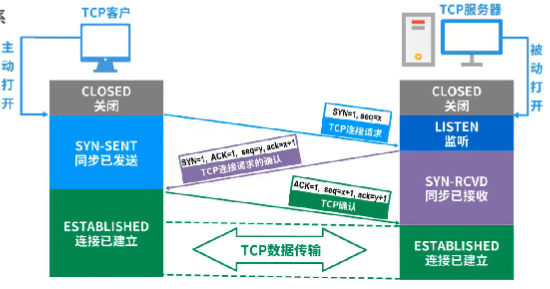 系
TCP客户
TCP服务器
主动打开
被动打开
CLOSED
关闭
CLOSED
关闭
SYN=1, seq=x
TCP连接请求
LISTEN
监听
SYN-SENT
同步已发送
SYN=1, ACK=1, seq=y, ack=x+1
TCP连接请求的确认
SYN-RCVD
同步已接收
ACK=1, seq=x+1, ack=y+1
TCP确认
ESTABLISHED
连接已建立
TCP数据传输
ESTABLISHED
连接已建立